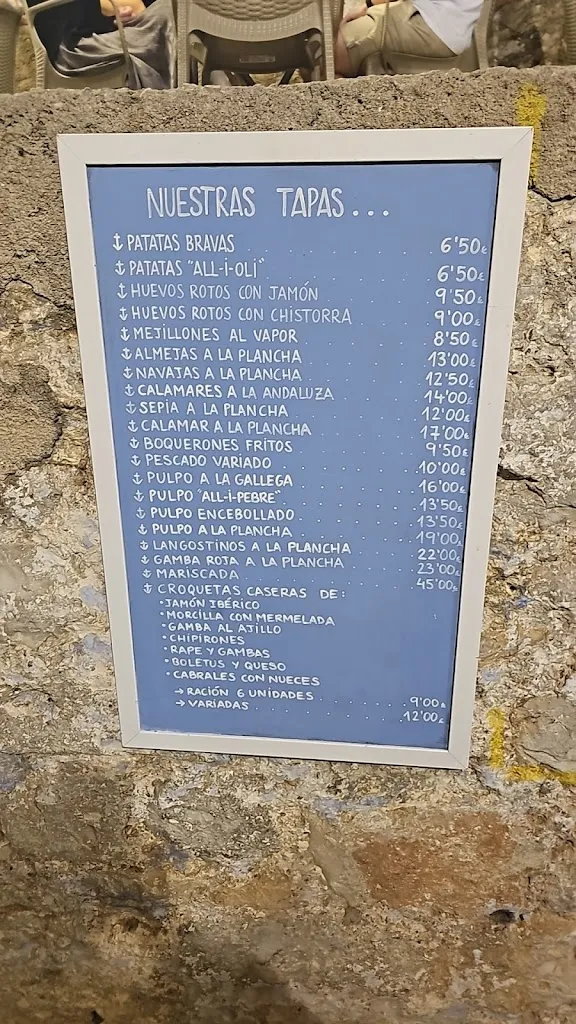 NUESTRAS TAPAS...
PATATAS BRAVAS 6'50€
PATATAS "ALL-i-OLi" 6'50€
HUEVOS ROTOS CON JAMÓN 9'50€
HUEVOS ROTOS CON CHISTORRA 9'00€
MEJILLONES AL VAPOR 8'50€
ALMEJAS A LA PLANCHA 13'00€
NAVAJAS A LA PLANCHA 12'50€
CALAMARES A LA ANDALUZA 14'00€
SEPIA A LA PLANCHA 12'00€
CALAMAR A LA PLANCHA 17'00€
BOQUERONES FRITOS 9'50€
PESCADO VARIADO 10'00€
PULPO A LA GALLEGA 16'00€
PULPO "ALL-i-PEBRE" 13'50€
PULPO ENCEBOLLADO 13'50€
PULPO A LA PLANCHA 19'00€
LANGOSTINOS A LA PLANCHA 22'00€
GAMBA ROJA A LA PLANCHA 23'00€
MARISCADA 45'00€
CROQUETAS CASERAS DE:
• JAMÓN IBÉRICO
• MORCILLA CON MERMELADA
• GAMBA AL AJILLO
• CHIPIRONES
• RAPE Y GAMBAS
• BOLETUS Y QUESO
• CABRALES CON NUECES
→ RACIÓN 6 UNIDADES 9'00€
→ VARIADAS 12'00€